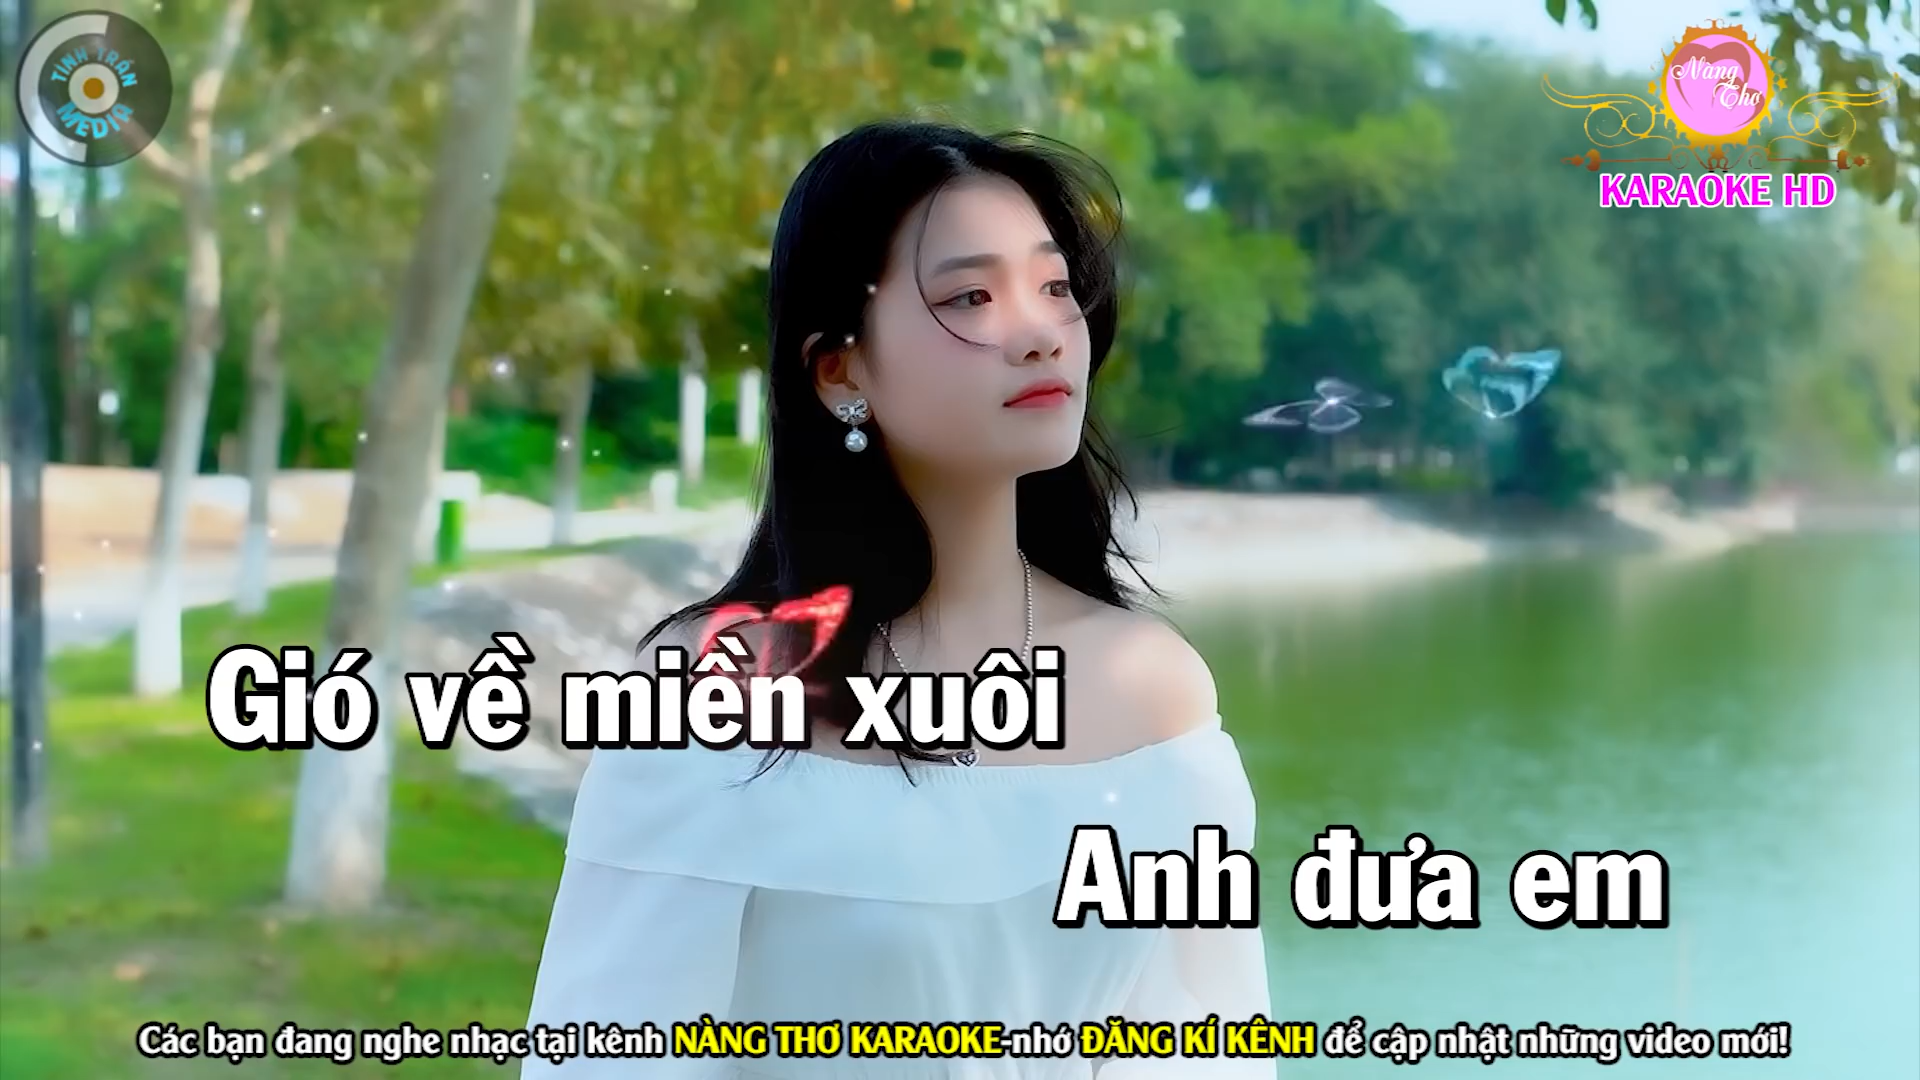 TÌNH TRẦN
MEDIA
Nàng
Thơ
KARAOKE HD
Gió về miền xuôi
Anh đưa em
Các bạn đang nghe nhạc tại kênh NÀNG THƠ KARAOKE-nhớ ĐĂNG KÍ KÊNH để cập nhật những video mới!